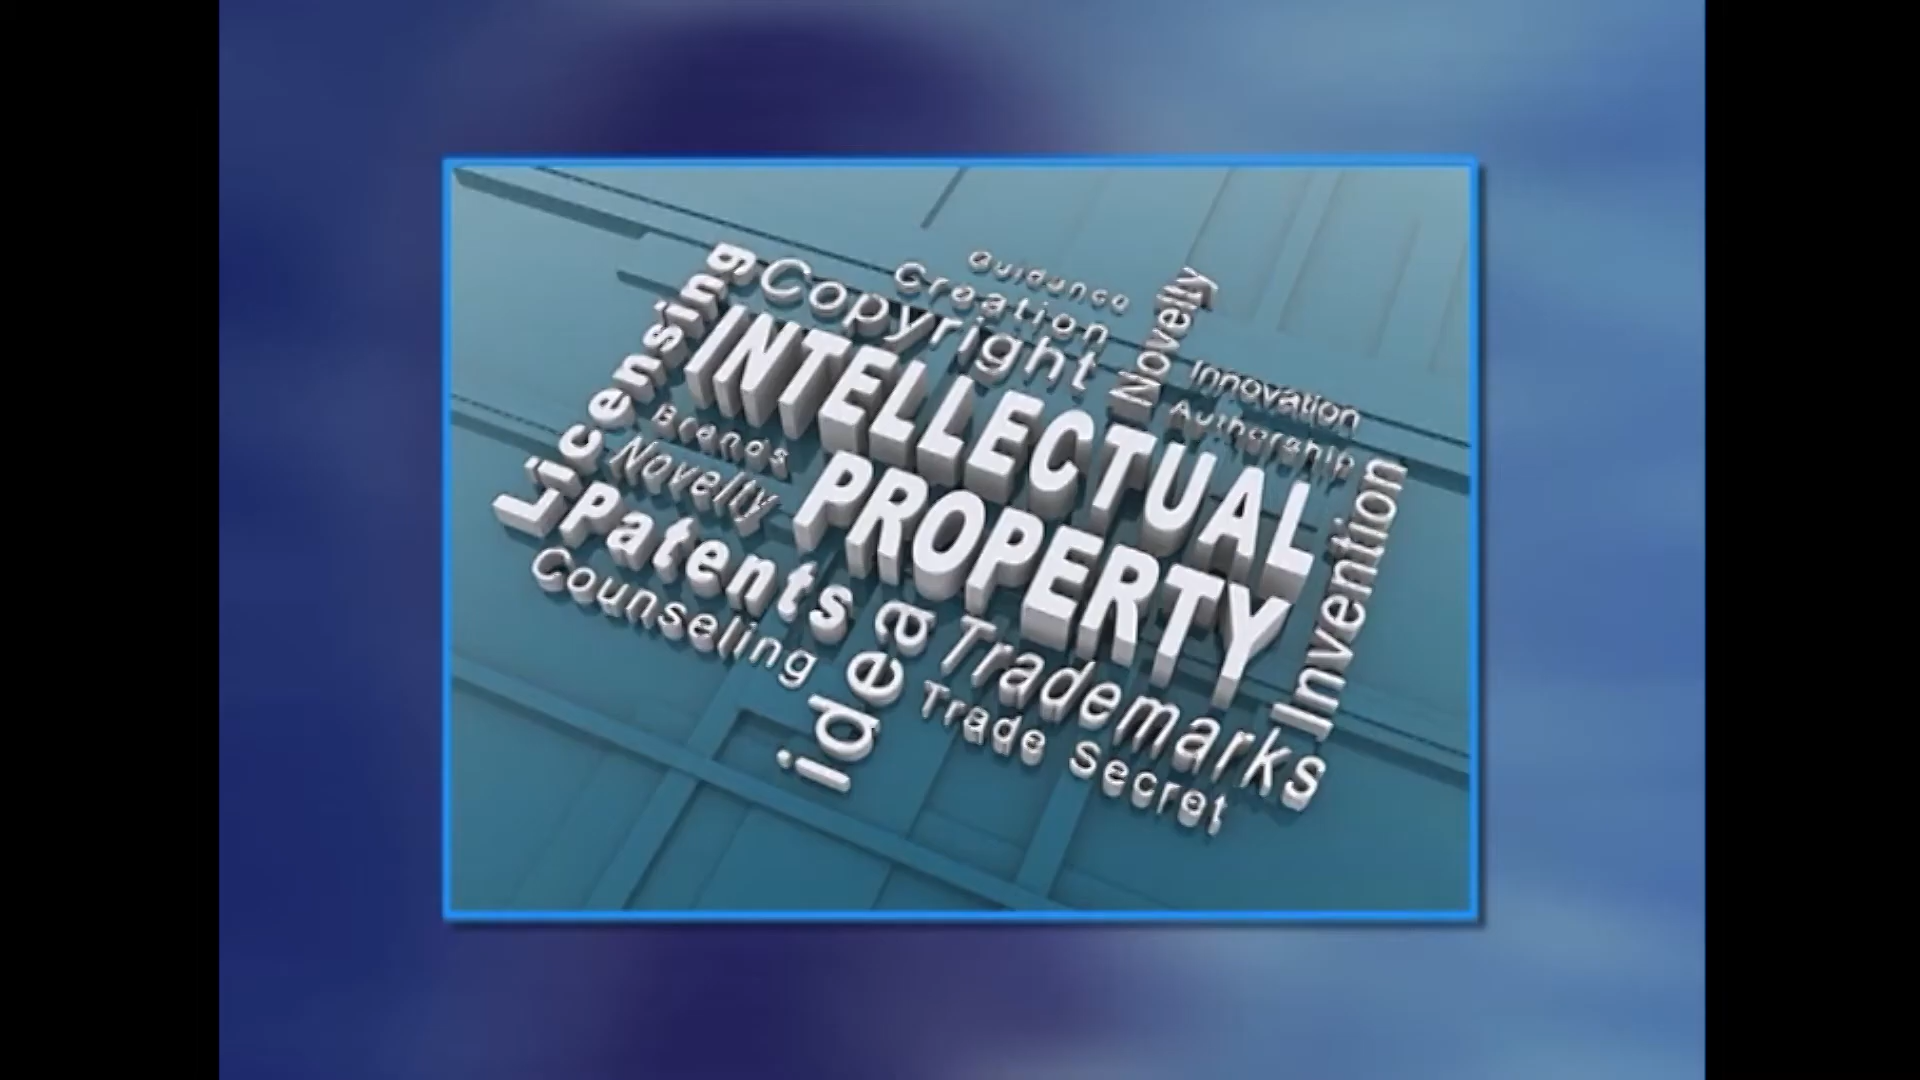 Guidance
Creation
Copyright
Licensing
Novelty
Innovation
Authorship
INTELLECTUAL
PROPERTY
Brands
Novelty
Patents
Counseling
idea
Trademarks
Trade Secret
Invention